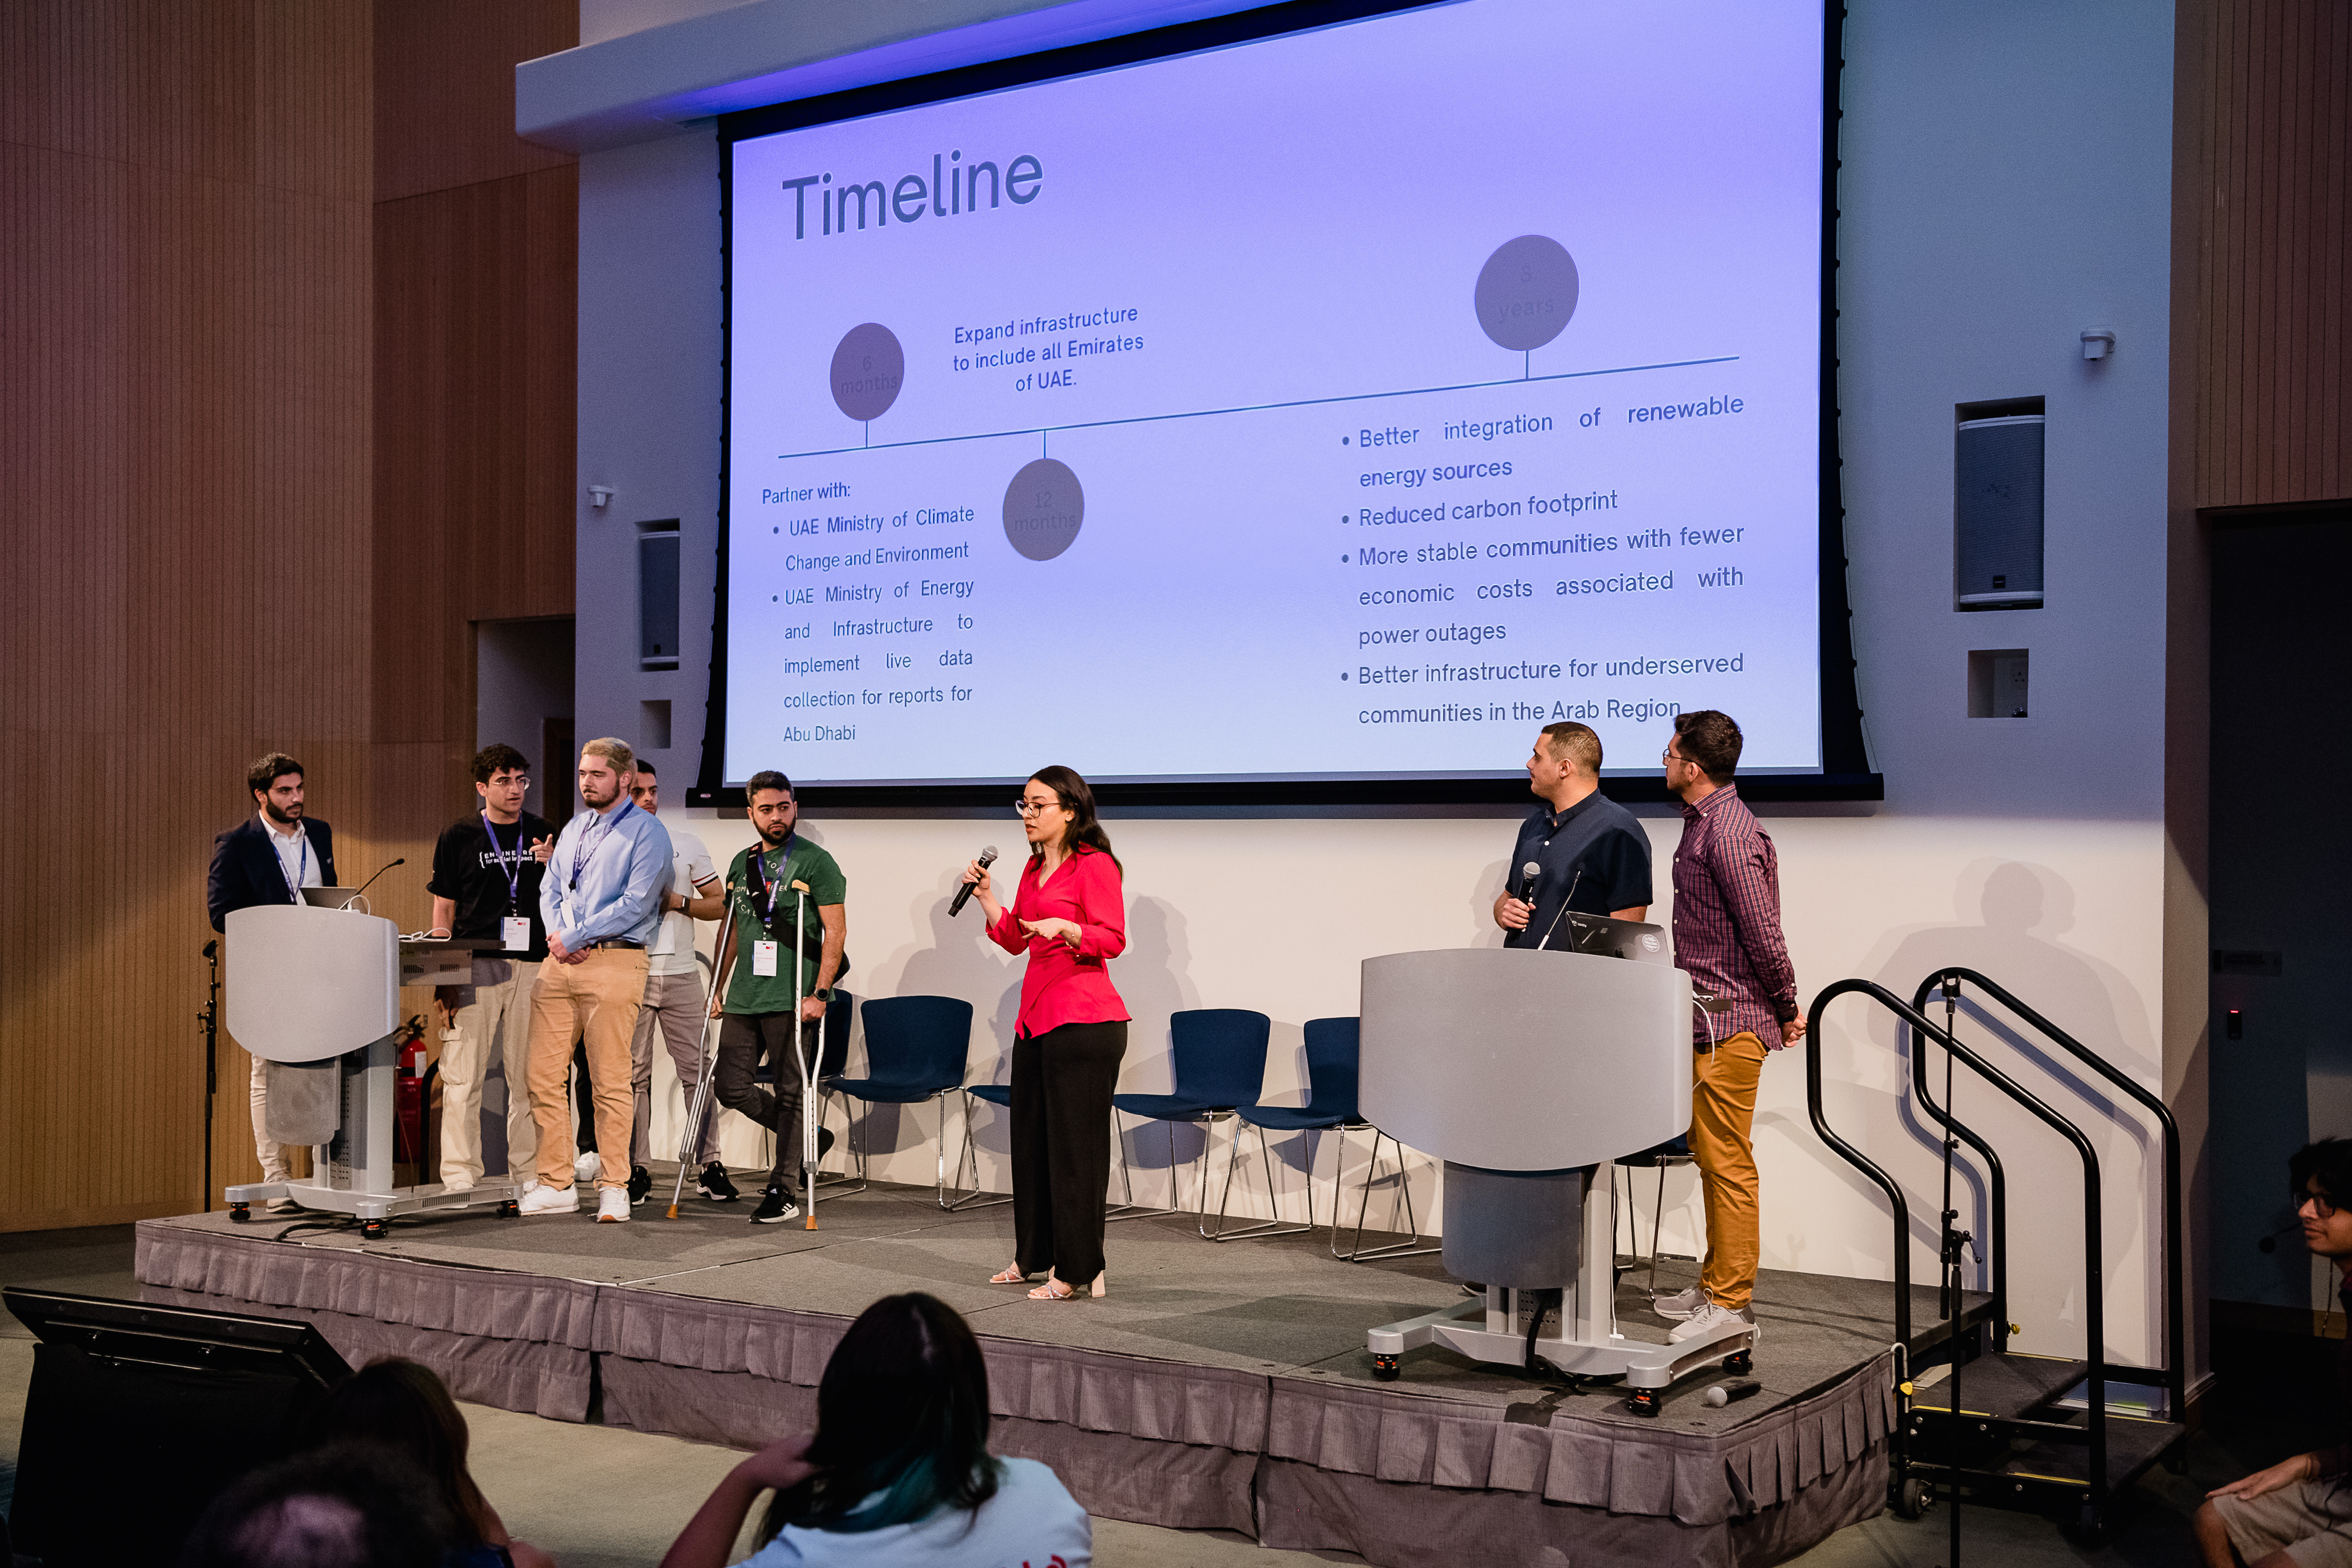 Timeline
6
months
Expand infrastructure
to include all Emirates
of UAE.
years
12
months
Partner with:
• UAE Ministry of Climate
Change and Environment
• UAE Ministry of Energy
and Infrastructure to
implement live data
collection for reports for
Abu Dhabi
• Better integration of renewable
energy sources
• Reduced carbon footprint
• More stable communities with fewer
economic costs associated with
power outages
• Better infrastructure for underserved
communities in the Arab Region
for social impact